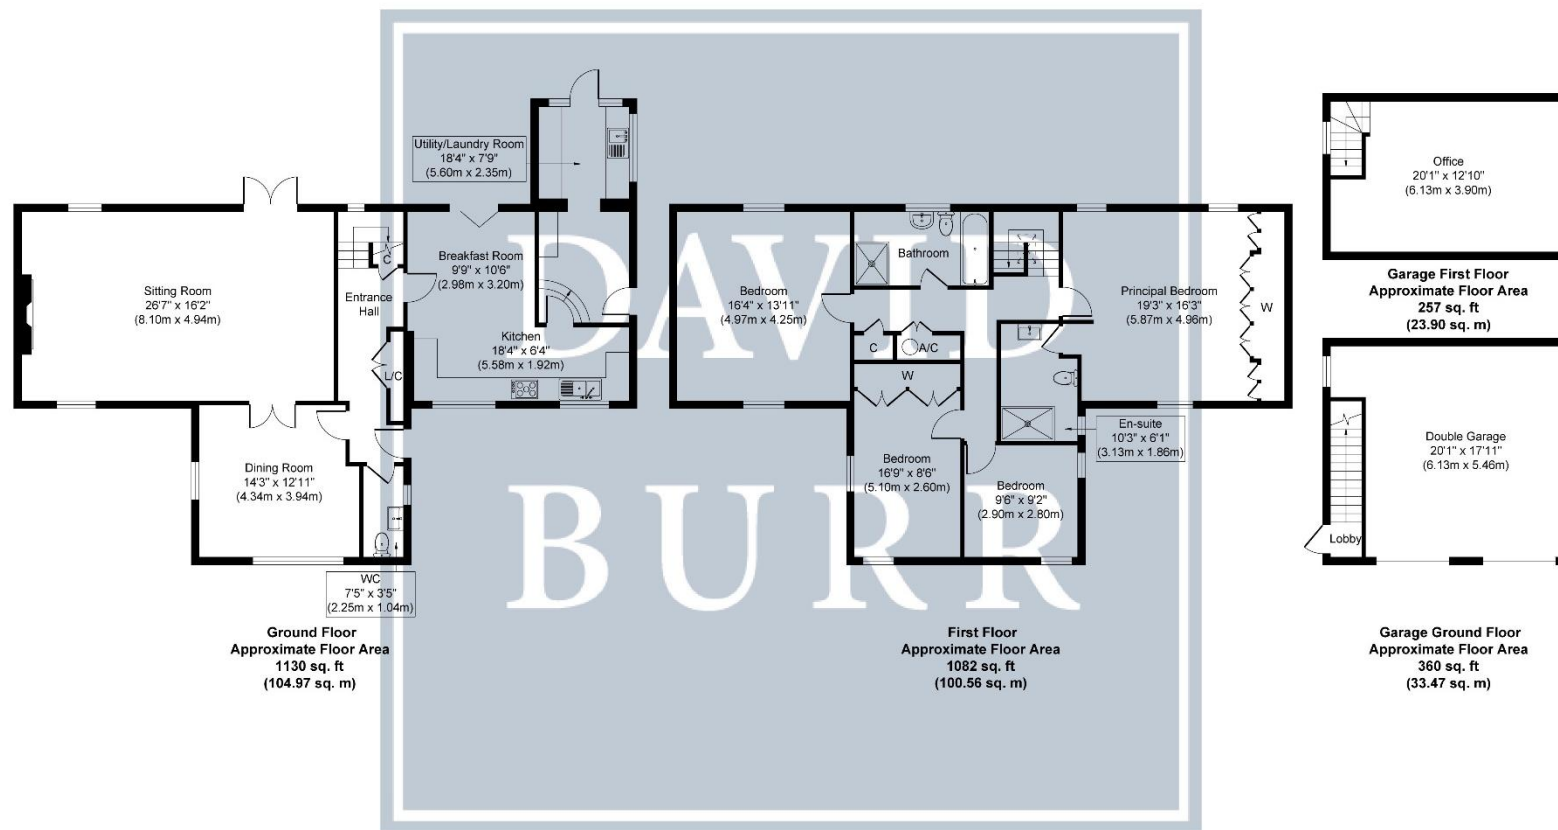 Utility/Laundry Room
18'4" x 7'9"
(5.60m x 2.35m)
Sitting Room
26'7" x 16'2"
(8.10m x 4.94m)
C
Entrance
Hall
L/C
Breakfast Room
9'9" x 10'6"
(2.98m x 3.20m)
Kitchen
18'4" x 6'4"
(5.58m x 1.92m)
Dining Room
14'3" x 12'11"
(4.34m x 3.94m)
WC
7'5" x 3'5"
(2.25m x 1.04m)
Ground Floor
Approximate Floor Area
1130 sq. ft
(104.97 sq. m)
DAVID
BURR
Bedroom
16'4" x 13'11"
(4.97m x 4.25m)
Bathroom
C
A/C
W
Principal Bedroom
19'3" x 16'3"
(5.87m x 4.96m)
W
En-suite
10'3" x 6'1"
(3.13m x 1.86m)
Bedroom
16'9" x 8'6"
(5.10m x 2.60m)
Bedroom
9'6" x 9'2"
(2.90m x 2.80m)
First Floor
Approximate Floor Area
1082 sq. ft
(100.56 sq. m)
Office
20'1" x 12'10"
(6.13m x 3.90m)
Garage First Floor
Approximate Floor Area
257 sq. ft
(23.90 sq. m)
Double Garage
20'1" x 17'11"
(6.13m x 5.46m)
Lobby
Garage Ground Floor
Approximate Floor Area
360 sq. ft
(33.47 sq. m)